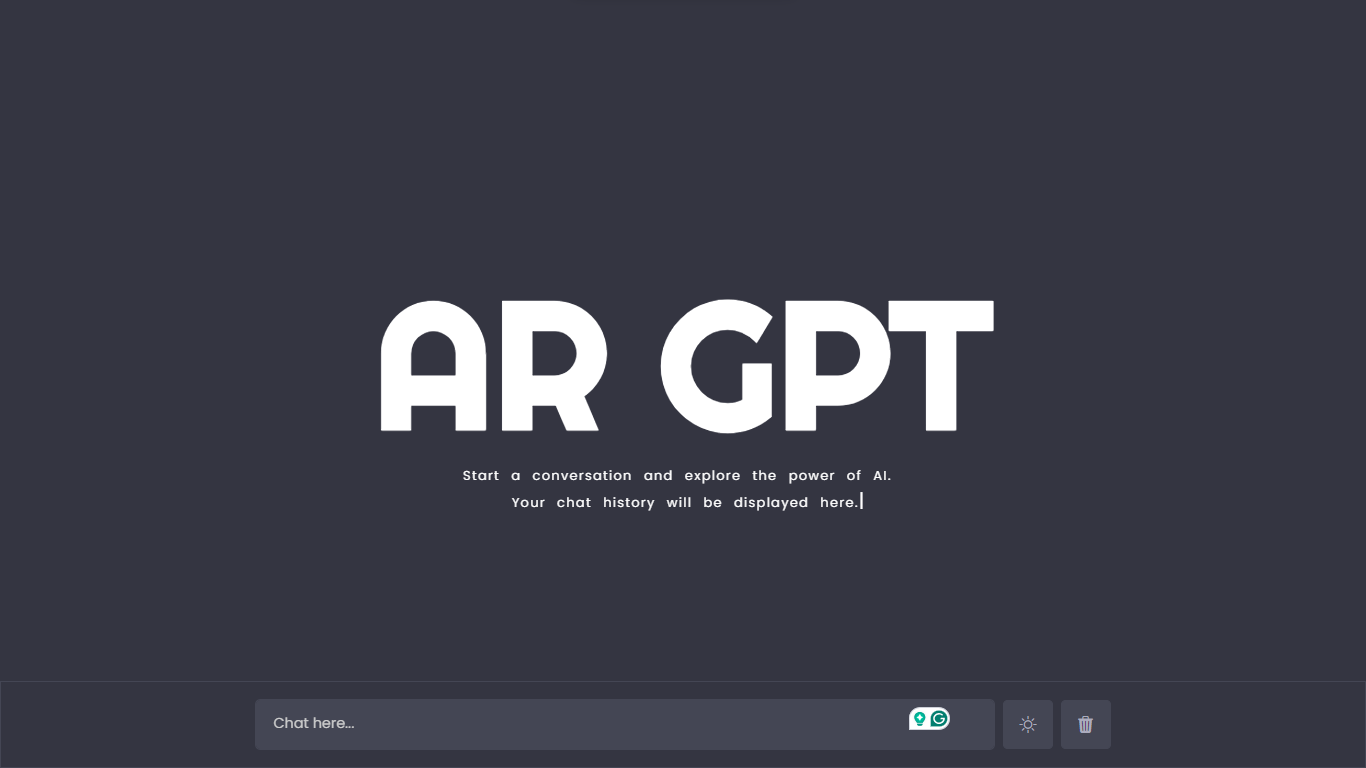 AR GPT
Start a conversation and explore the power of AI.
Your chat history will be displayed here.
Chat here...